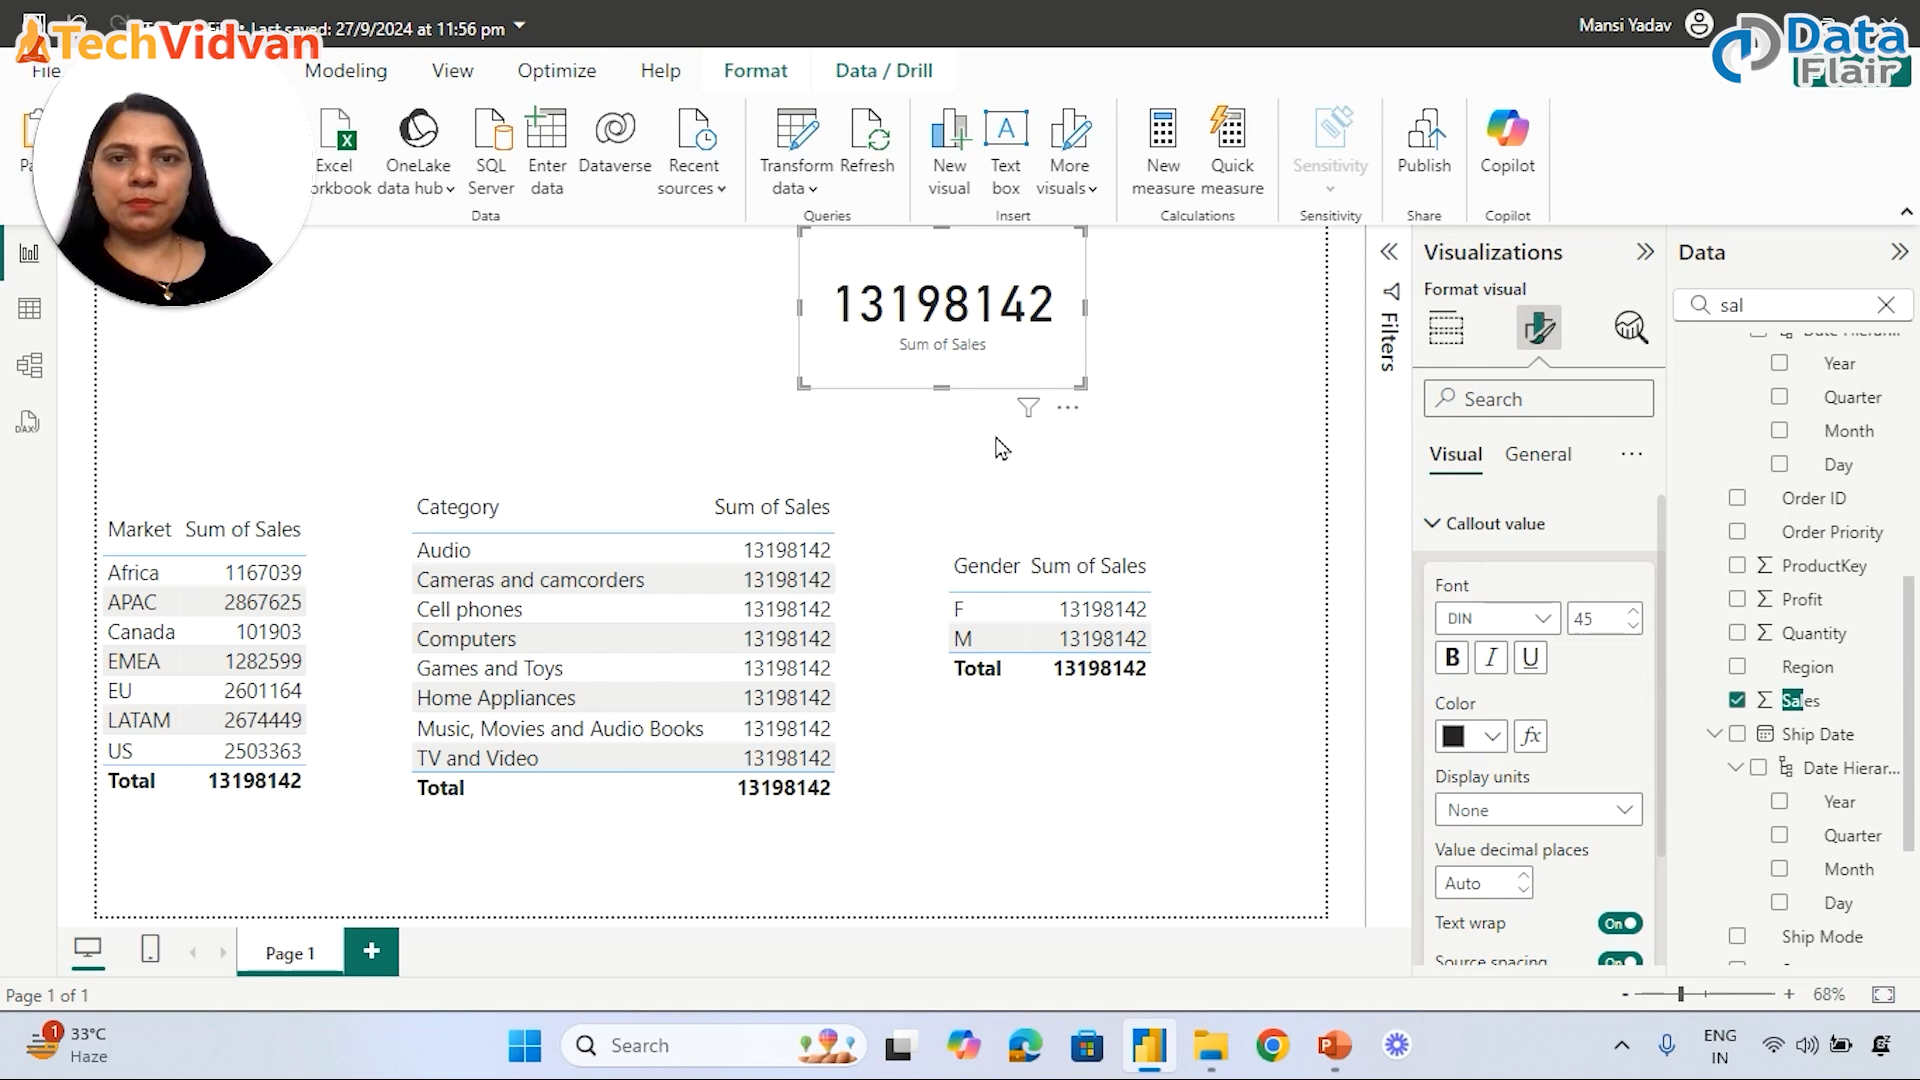 Last saved: 27/9/2024 at 11:56 pm
Mansi Yadav
TechVidvan
Data
Flair
File
Modeling
View
Optimize
Help
Format
Data / Drill
Excel
OneLake
data hub
SQL
Server
Enter
data
Dataverse
Recent
sources
Transform
data
Refresh
New
visual
Text
box
More
visuals
New
measure
Quick
measure
Sensitivity
Publish
Copilot
Data
Queries
Insert
Calculations
Sensitivity
Share
Copilot
13198142
Sum of Sales
Market Sum of Sales
Africa 1167039
APAC 2867625
Canada 101903
EMEA 1282599
EU 2601164
LATAM 2674449
US 2503363
Total 13198142
Category Sum of Sales
Audio 13198142
Cameras and camcorders 13198142
Cell phones 13198142
Computers 13198142
Games and Toys 13198142
Home Appliances 13198142
Music, Movies and Audio Books 13198142
TV and Video 13198142
Total 13198142
Gender Sum of Sales
F 13198142
M 13198142
Total 13198142
Filters
Visualizations
Format visual
Search
Visual General ...
Callout value
Font
DIN 45
B I U
Color
fx
Display units
None
Value decimal places
Auto
Text wrap On
Source spacing On
Data
sal
Date Hierar...
Year
Quarter
Month
Day
Order ID
Order Priority
ProductKey
Profit
Quantity
Region
Sales
Ship Date
Date Hierar...
Year
Quarter
Month
Day
Ship Mode
DAX
Page 1
+
Page 1 of 1
- + 68%
1
33°C
Haze
Search
ENG
IN